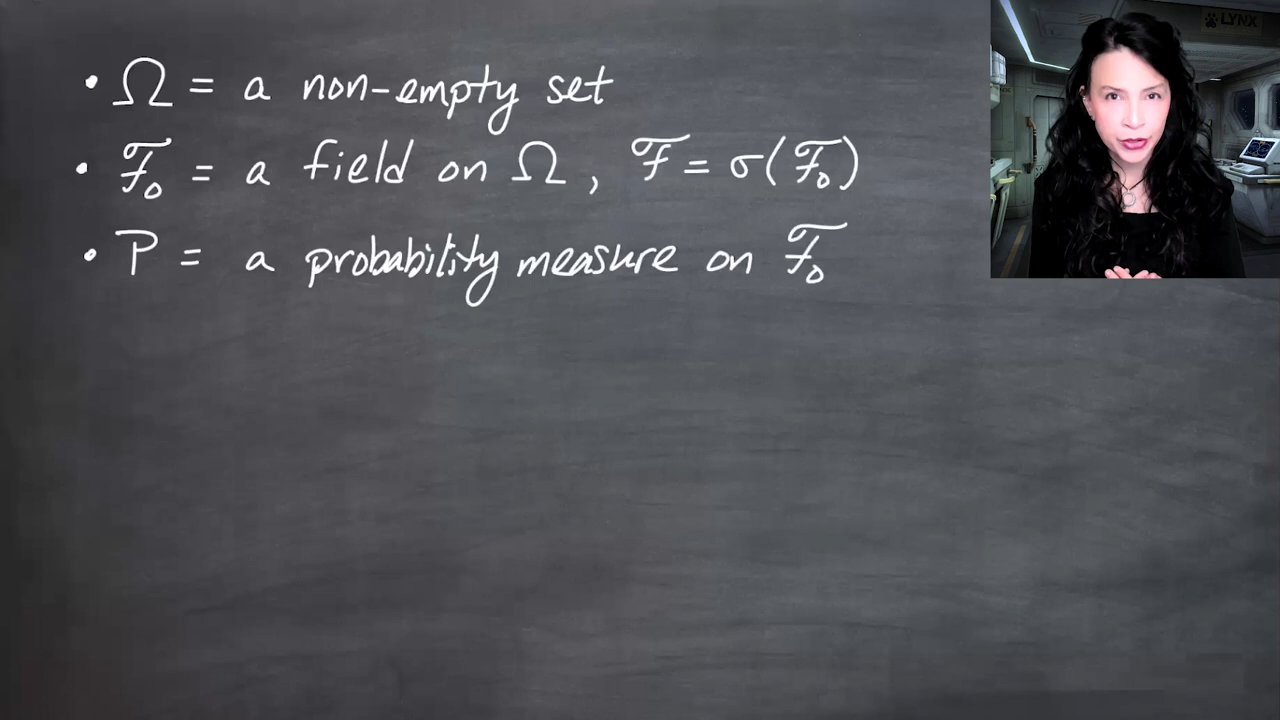 • Ω = a non-empty set
• ℱ₀ = a field on Ω, ℱ = σ(ℱ₀)
• P = a probability measure on ℱ₀
LYNX